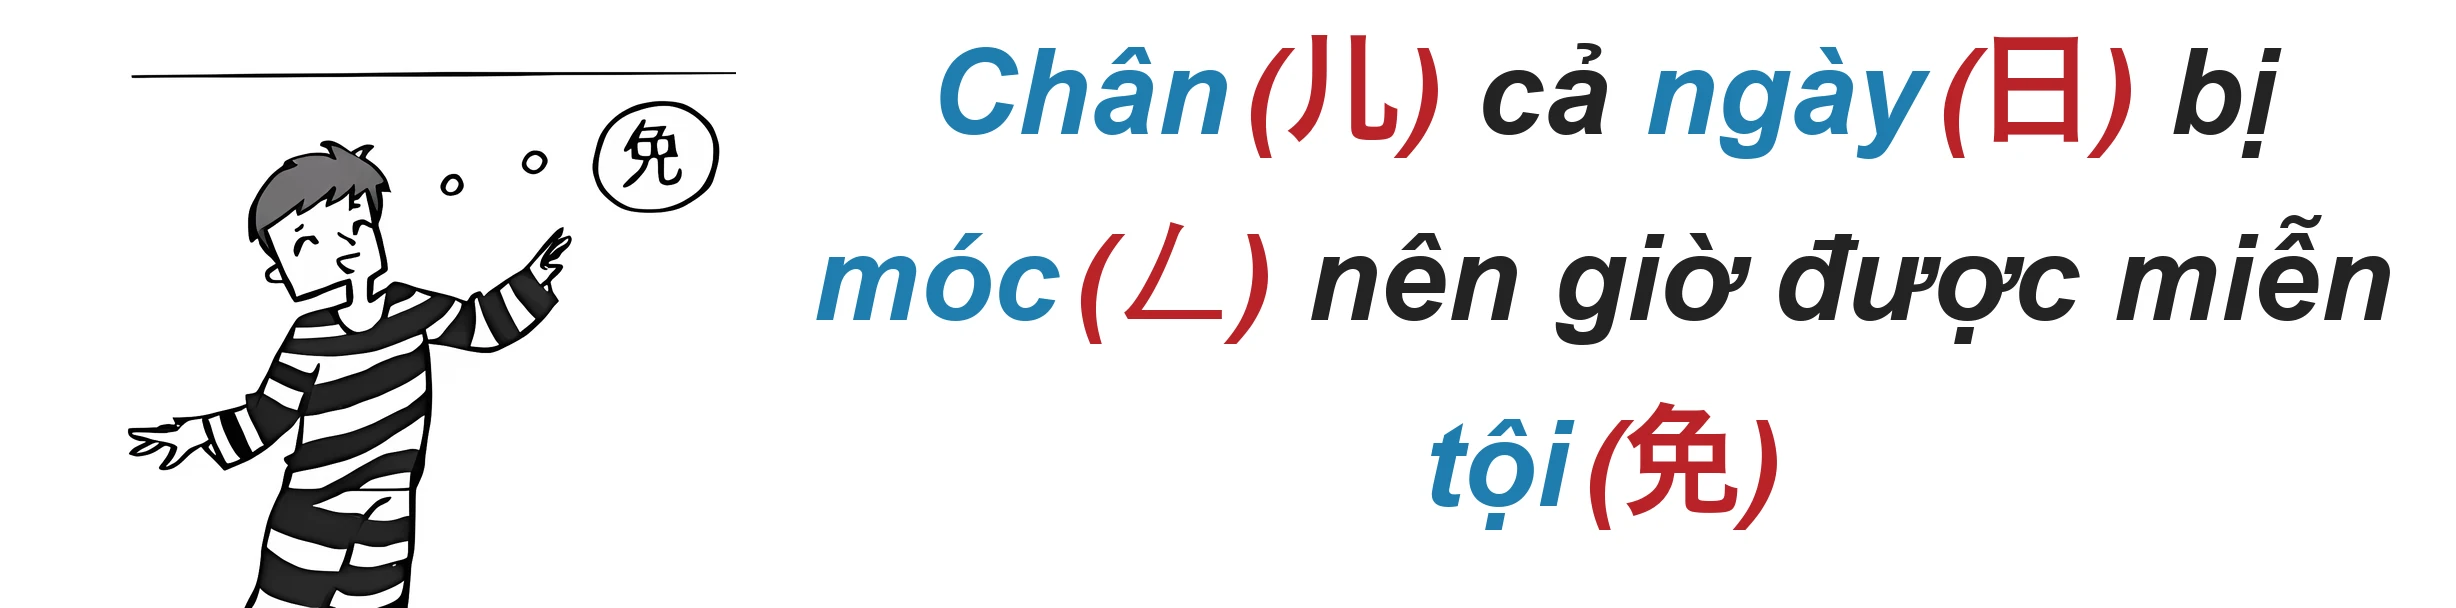 免
Chân(儿) cả ngày(日) bị
móc(𠂊) nên giờ được miễn
tội(免)